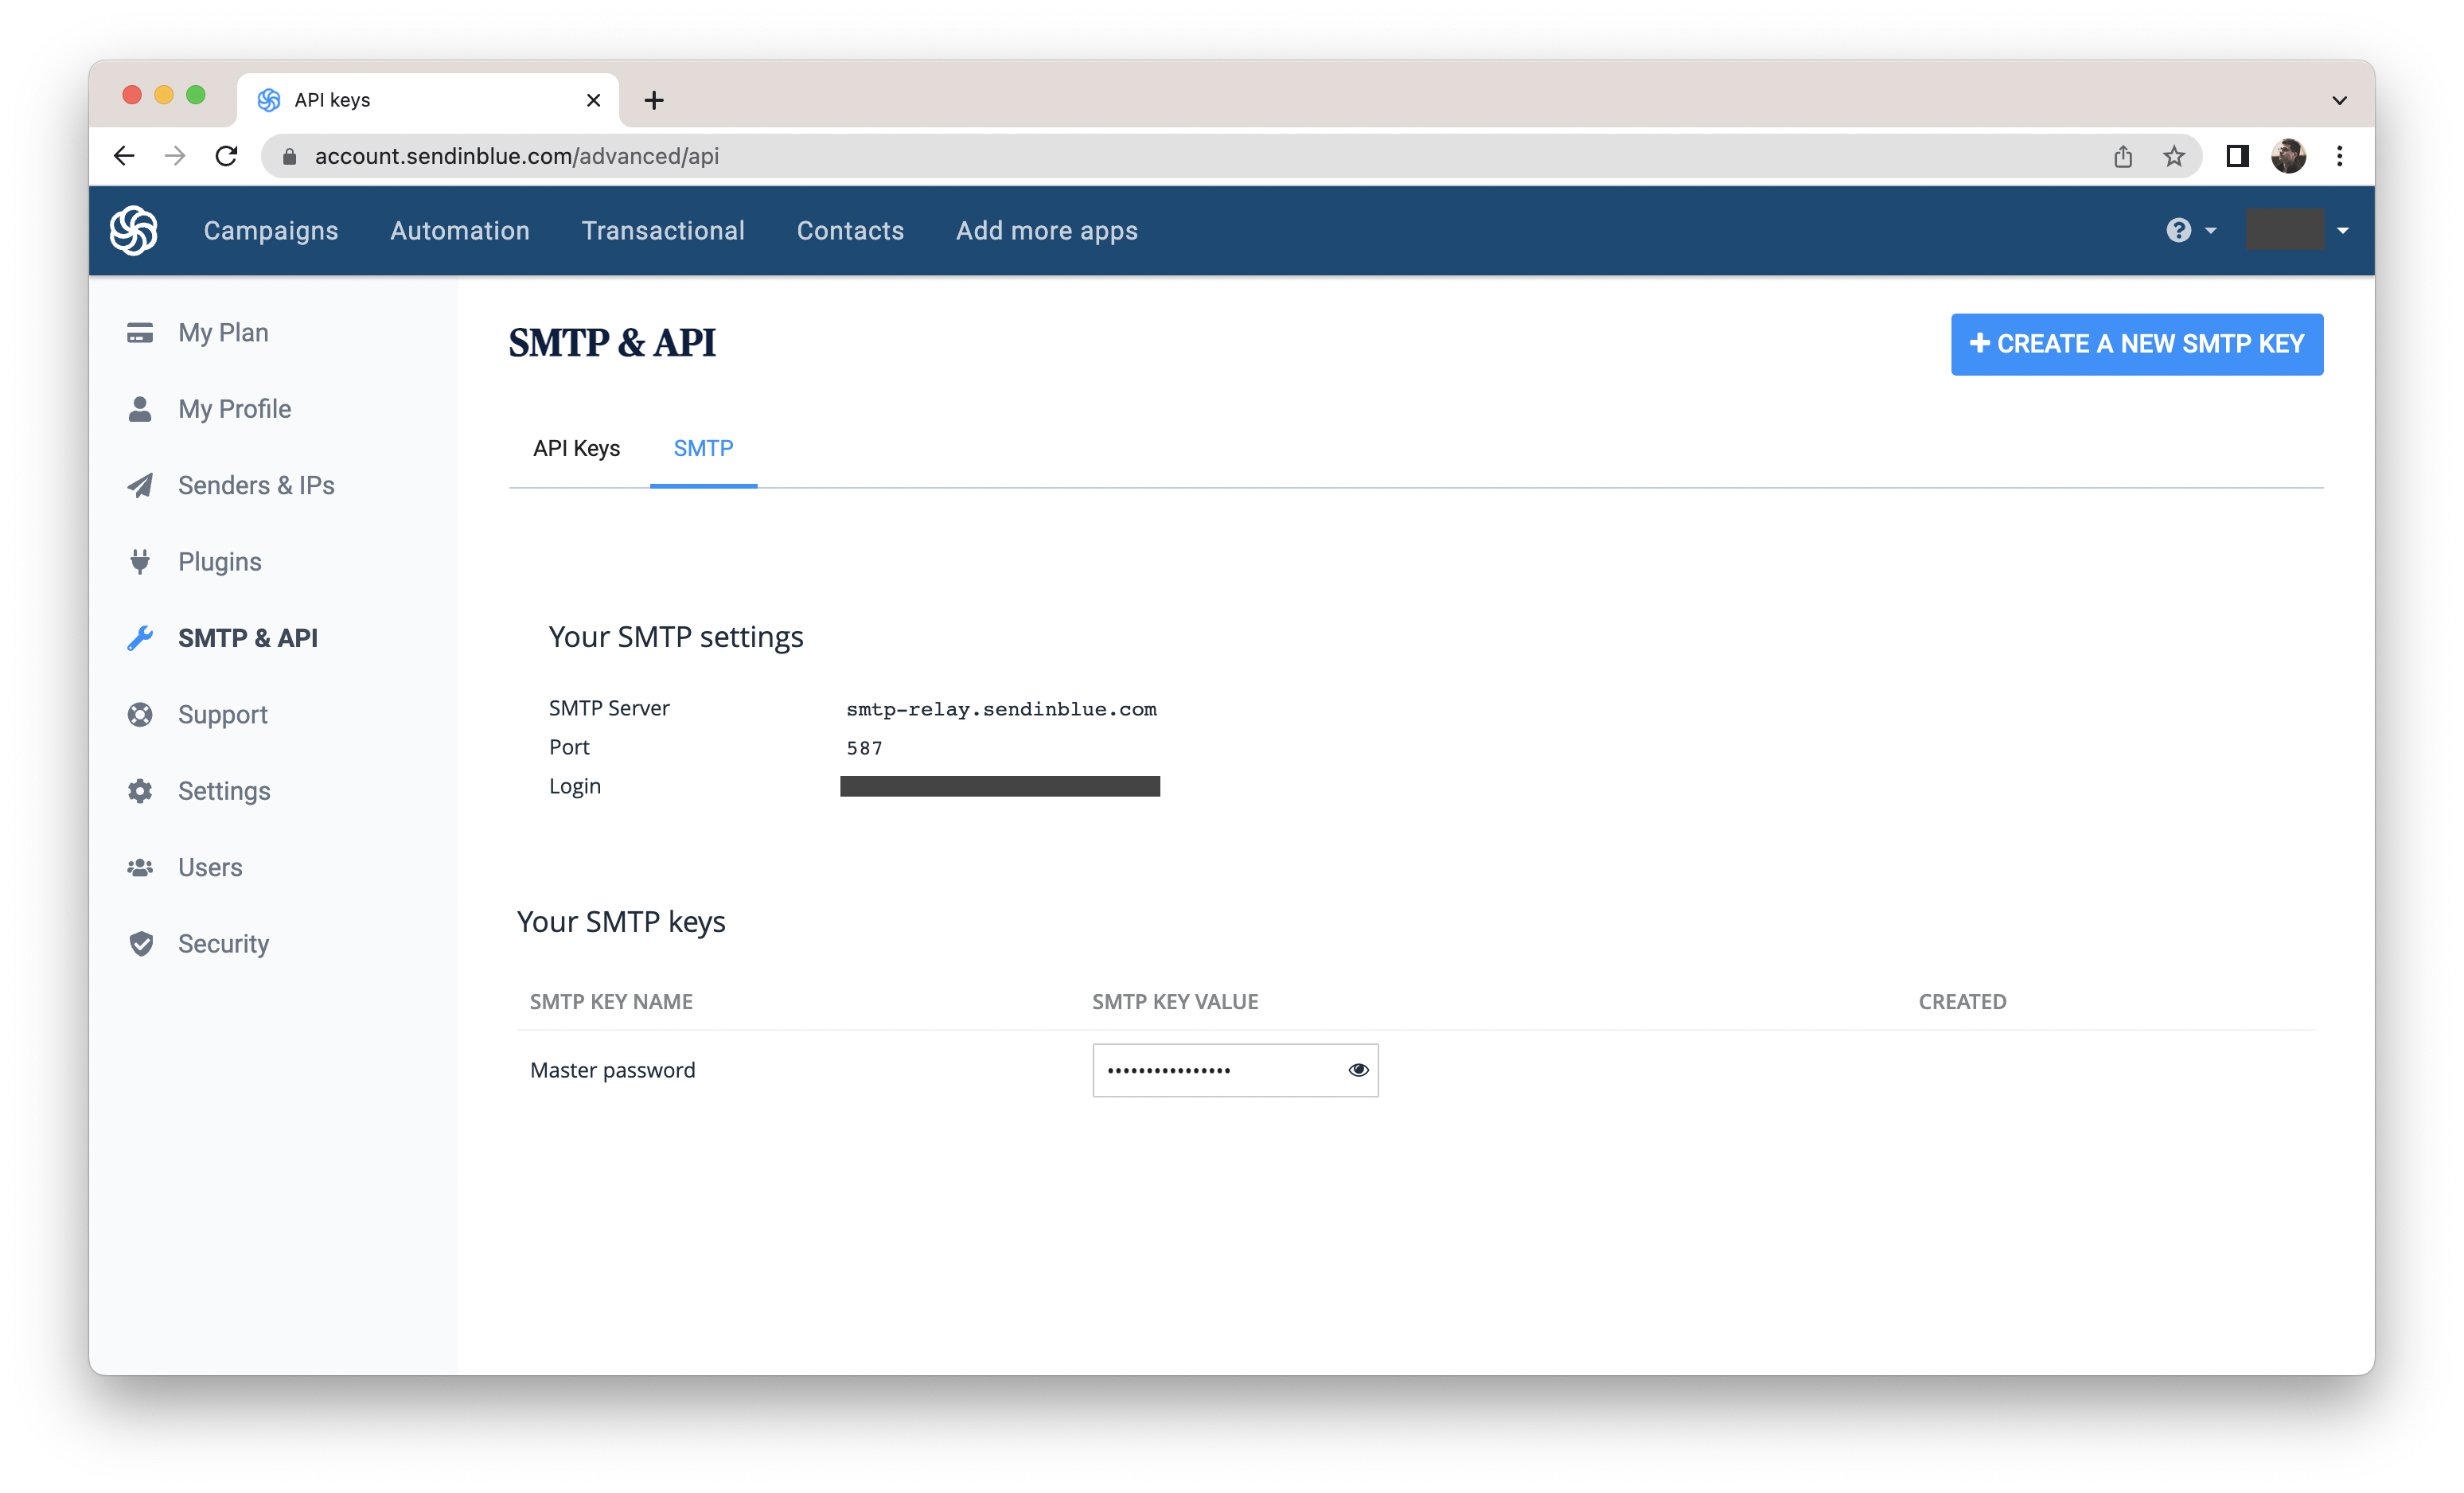 API keys
account.sendinblue.com/advanced/api
Campaigns Automation Transactional Contacts Add more apps
My Plan
My Profile
Senders & IPs
Plugins
SMTP & API
Support
Settings
Users
Security
SMTP & API
CREATE A NEW SMTP KEY
API Keys SMTP
Your SMTP settings
SMTP Server smtp-relay.sendinblue.com
Port 587
Login
Your SMTP keys
SMTP KEY NAME SMTP KEY VALUE CREATED
Master password ••••••••••••••••